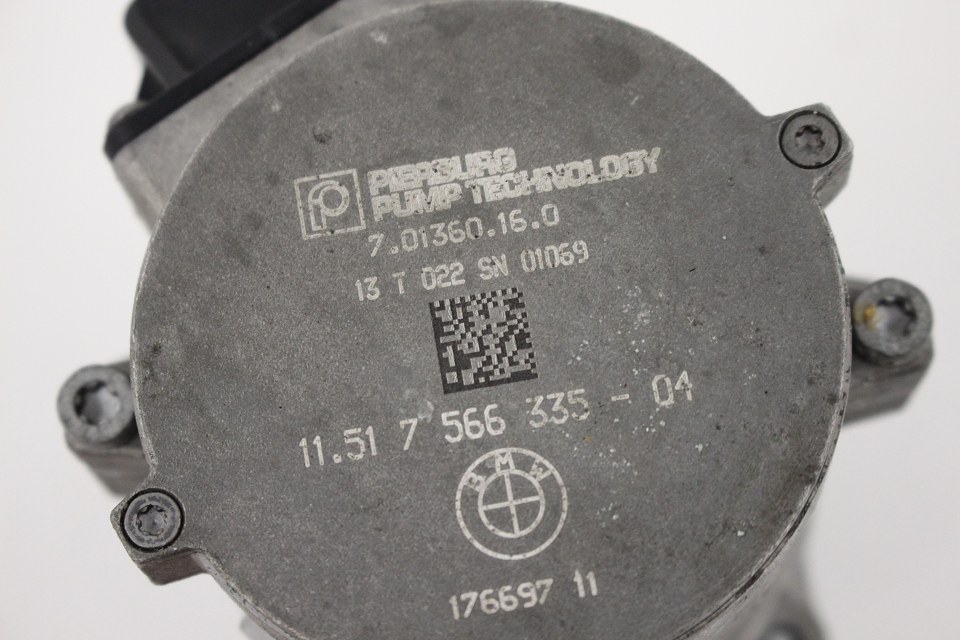 PIERBURG
PUMP TECHNOLOGY
7.01360.16.0
13 T 022 SN 01069
11.51 7 566 335 - 04
BMW
176697 11